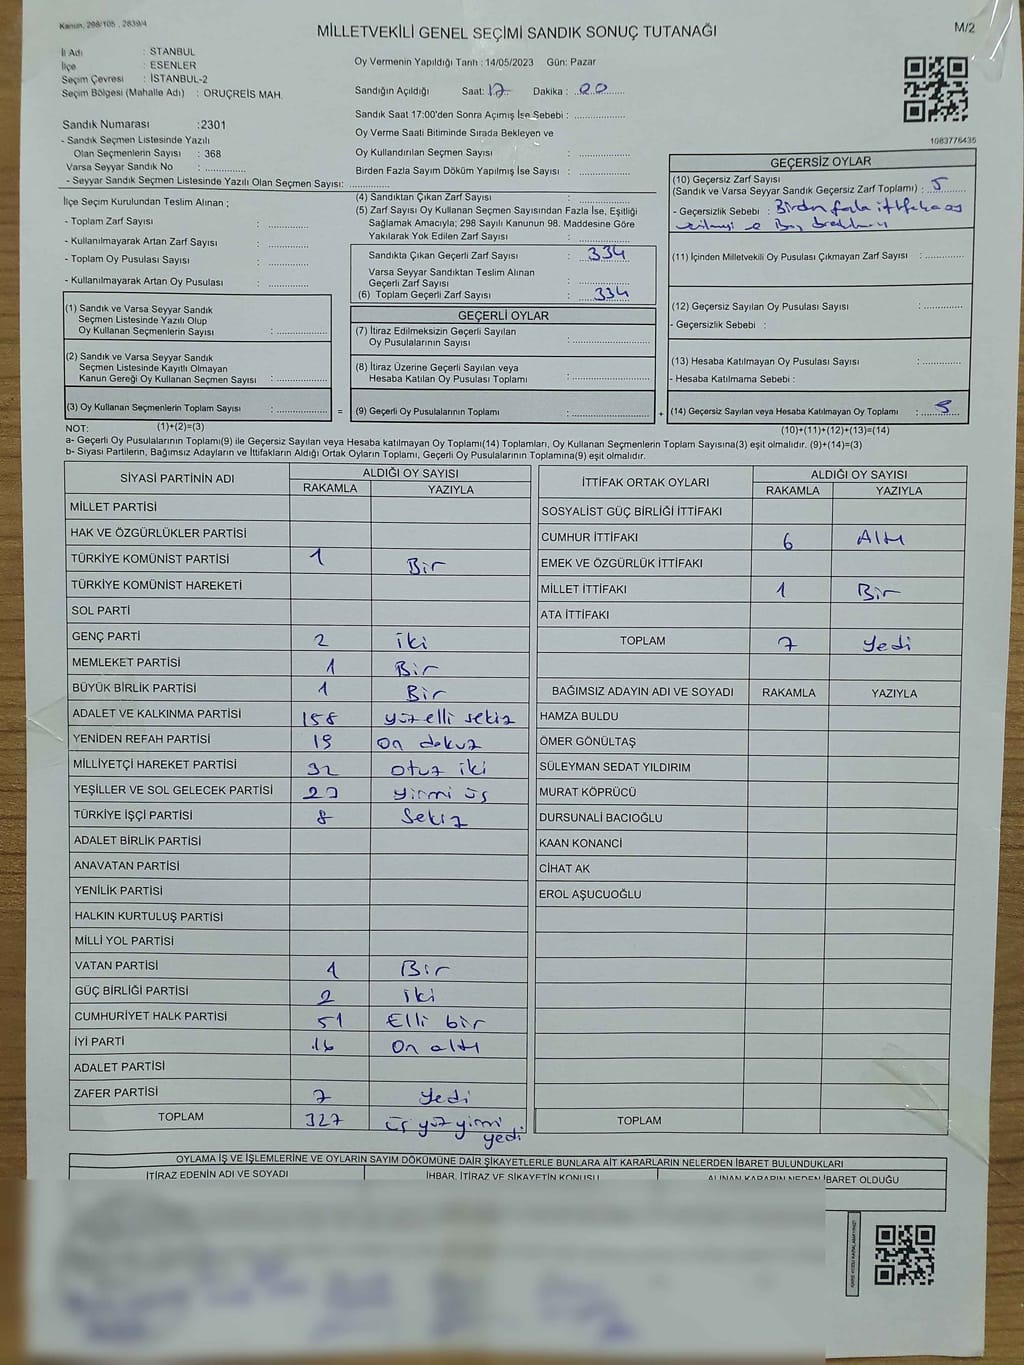 Kanun, 298/105 , 2839/4
MİLLETVEKİLİ GENEL SEÇİMİ SANDIK SONUÇ TUTANAĞI
M/2
İl Adı : STANBUL
İlçe : ESENLER
Seçim Çevresi : İSTANBUL-2
Seçim Bölgesi (Mahalle Adı) : ORUÇREİS MAH.
Sandık Numarası :2301
- Sandık Seçmen Listesinde Yazılı
Olan Seçmenlerin Sayısı : 368
Varsa Seyyar Sandık No : ..............
- Seyyar Sandık Seçmen Listesinde Yazılı Olan Seçmen Sayısı: ..............
Oy Vermenin Yapıldığı Tarih : 14/05/2023 Gün: Pazar
Sandığın Açıldığı Saat: 17 Dakika : 00
Sandık Saat 17:00'den Sonra Açımış İse Sebebi : ..............
Oy Verme Saati Bitiminde Sırada Bekleyen ve
Oy Kullandırılan Seçmen Sayısı : ..............
Birden Fazla Sayım Döküm Yapılmış İse Sayısı : ..............
1083776435
İlçe Seçim Kurulundan Teslim Alınan ;
- Toplam Zarf Sayısı : ..............
- Kullanılmayarak Artan Zarf Sayısı : ..............
- Toplam Oy Pusulası Sayısı : ..............
- Kullanılmayarak Artan Oy Pusulası : ..............
(4) Sandıktan Çıkan Zarf Sayısı : ..............
(5) Zarf Sayısı Oy Kullanan Seçmen Sayısından Fazla İse, Eşitliği
Sağlamak Amacıyla; 298 Sayılı Kanunun 98. Maddesine Göre
Yakılarak Yok Edilen Zarf Sayısı : ..............
Sandıkta Çıkan Geçerli Zarf Sayısı : 334
Varsa Seyyar Sandıktan Teslim Alınan
Geçerli Zarf Sayısı : ..............
(6) Toplam Geçerli Zarf Sayısı : 334
GEÇERSİZ OYLAR
(10) Geçersiz Zarf Sayısı
(Sandık ve Varsa Seyyar Sandık Geçersiz Zarf Toplamı) : 5
- Geçersizlik Sebebi : Birden fazla ittifaka oy
(11) İçinden Milletvekili Oy Pusulası Çıkmayan Zarf Sayısı : ..............
(12) Geçersiz Sayılan Oy Pusulası Sayısı : ..............
- Geçersizlik Sebebi :
(13) Hesaba Katılmayan Oy Pusulası Sayısı : ..............
- Hesaba Katılmama Sebebi :
(14) Geçersiz Sayılan veya Hesaba Katılmayan Oy Toplamı : 5
(10)+(11)+(12)+(13)=(14)
(1) Sandık ve Varsa Seyyar Sandık
Seçmen Listesinde Yazılı Olup
Oy Kullanan Seçmenlerin Sayısı : ..............
(2) Sandık ve Varsa Seyyar Sandık
Seçmen Listesinde Kayıtlı Olmayan
Kanun Gereği Oy Kullanan Seçmen Sayısı : ..............
(3) Oy Kullanan Seçmenlerin Toplam Sayısı : .............. =
(1)+(2)=(3)
GEÇERLİ OYLAR
(7) İtiraz Edilmeksizin Geçerli Sayılan
Oy Pusulalarının Sayısı : ..............
(8) İtiraz Üzerine Geçerli Sayılan veya
Hesaba Katılan Oy Pusulası Toplamı : ..............
(9) Geçerli Oy Pusulalarının Toplamı : .............. +
NOT:
a- Geçerli Oy Pusulalarının Toplamı(9) ile Geçersiz Sayılan veya Hesaba katılmayan Oy Toplamı(14) Toplamları, Oy Kullanan Seçmenlerin Toplam Sayısına(3) eşit olmalıdır. (9)+(14)=(3)
b- Siyasi Partilerin, Bağımsız Adayların ve İttifakların Aldığı Ortak Oyların Toplamı, Geçerli Oy Pusulalarının Toplamına(9) eşit olmalıdır.
SİYASİ PARTİNİN ADI ALDIĞI OY SAYISI
RAKAMLA YAZIYLA
MİLLET PARTİSİ
HAK VE ÖZGÜRLÜKLER PARTİSİ
TÜRKİYE KOMÜNİST PARTİSİ 1 Bir
TÜRKİYE KOMÜNİST HAREKETİ
SOL PARTİ
GENÇ PARTİ 2 iki
MEMLEKET PARTİSİ 1 Bir
BÜYÜK BİRLİK PARTİSİ 1 Bir
ADALET VE KALKINMA PARTİSİ 158 yüz elli sekiz
YENİDEN REFAH PARTİSİ 19 on dokuz
MİLLİYETÇİ HAREKET PARTİSİ 32 otuz iki
YEŞİLLER VE SOL GELECEK PARTİSİ 23 yirmi üç
TÜRKİYE İŞÇİ PARTİSİ 8 Sekiz
ADALET BİRLİK PARTİSİ
ANAVATAN PARTİSİ
YENİLİK PARTİSİ
HALKIN KURTULUŞ PARTİSİ
MİLLİ YOL PARTİSİ
VATAN PARTİSİ 1 Bir
GÜÇ BİRLİĞİ PARTİSİ 2 iki
CUMHURİYET HALK PARTİSİ 51 Elli bir
İYİ PARTİ 16 On altı
ADALET PARTİSİ
ZAFER PARTİSİ 7 Yedi
TOPLAM 327 üç yüz yirmi
yedi
İTTİFAK ORTAK OYLARI ALDIĞI OY SAYISI
RAKAMLA YAZIYLA
SOSYALİST GÜÇ BİRLİĞİ İTTİFAKI
CUMHUR İTTİFAKI 6 Altı
EMEK VE ÖZGÜRLÜK İTTİFAKI
MİLLET İTTİFAKI 1 Bir
ATA İTTİFAKI
TOPLAM 7 Yedi
BAĞIMSIZ ADAYIN ADI VE SOYADI RAKAMLA YAZIYLA
HAMZA BULDU
ÖMER GÖNÜLTAŞ
SÜLEYMAN SEDAT YILDIRIM
MURAT KÖPRÜCÜ
DURSUNALİ BACIOĞLU
KAAN KONANCİ
CİHAT AK
EROL AŞUCUOĞLU
TOPLAM
OYLAMA İŞ VE İŞLEMLERİNE VE OYLARIN SAYIM DÖKÜMÜNE DAİR ŞİKAYETLERLE BUNLARA AİT KARARLARIN NELERDEN İBARET BULUNDUKLARI
İTİRAZ EDENİN ADI VE SOYADI İHBAR, İTİRAZ VE ŞİKAYETİN KONUSU ALINAN KARARIN NEDEN İBARET OLDUĞU